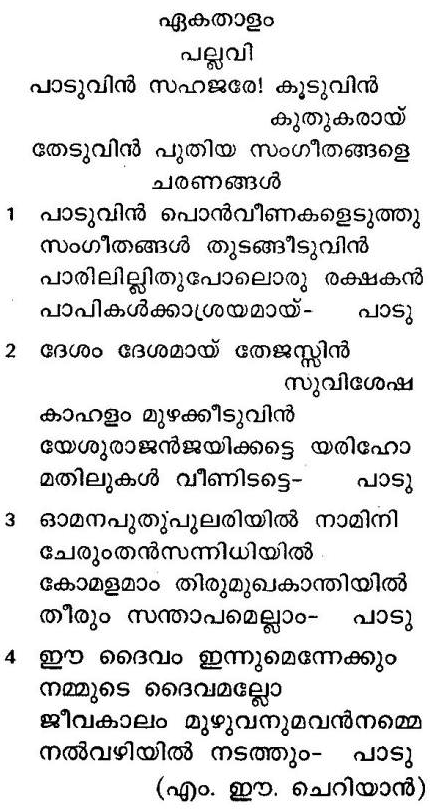 ഏകതാളം
പല്ലവി
പാടുവിൻ സഹജരേ! കൂടുവിൻ
കുതുകരായ്
തേടുവിൻ പുതിയ സംഗീതങ്ങളെ
ചരണങ്ങൾ
1 പാടുവിൻ പൊൻവീണകളെടുത്തു
സംഗീതങ്ങൾ തുടങ്ങീടുവിൻ
പാരിലില്ലിതുപോലൊരു രക്ഷകൻ
പാപികൾക്കാശ്രയമായ്- പാടു
2 ദേശം ദേശമായ് തേജസ്സിൻ
സുവിശേഷ
കാഹളം മുഴക്കീടുവിൻ
യേശുരാജൻജയിക്കട്ടെ യരിഹോ
മതിലുകൾ വീണിടട്ടെ- പാടു
3 ഓമനപുതുപുലരിയിൽ നാമിനി
ചേരുംതൻസന്നിധിയിൽ
കോമളമാം തിരുമുഖകാന്തിയിൽ
തീരും സന്താപമെല്ലാം- പാടു
4 ഈ ദൈവം ഇന്നുമെന്നേക്കും
നമ്മുടെ ദൈവമല്ലോ
ജീവകാലം മുഴുവനുമവൻനമ്മെ
നൽവഴിയിൽ നടത്തും- പാടു
(എം. ഈ. ചെറിയാൻ)